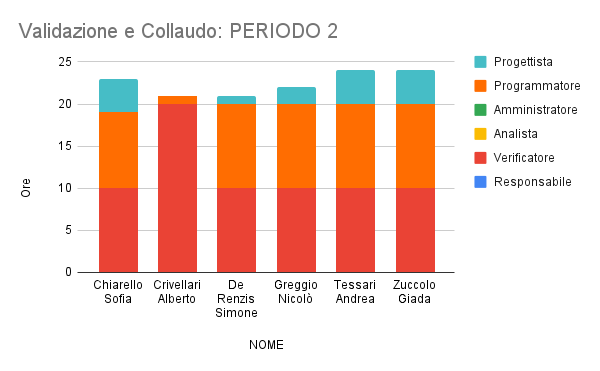 Validazione e Collaudo: PERIODO 2
25
20
15
10
5
0
Ore
Chiarello
Sofia
Crivellari
Alberto
De
Renzis
Simone
Greggio
Nicolò
Tessari
Andrea
Zuccolo
Giada
NOME
Progettista
Programmatore
Amministratore
Analista
Verificatore
Responsabile